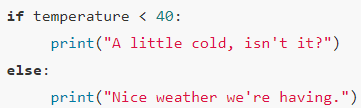 if temperature < 40:
    print("A little cold, isn't it?")
else:
    print("Nice weather we're having.")